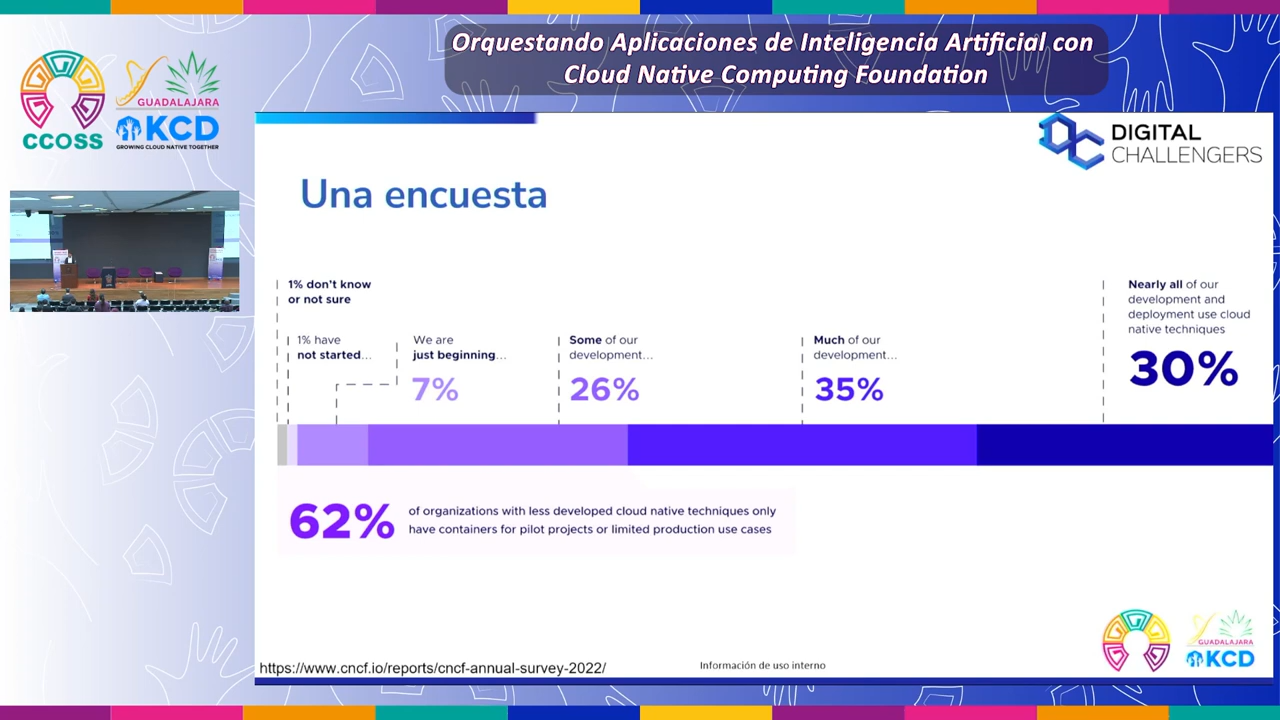 Orquestando Aplicaciones de Inteligencia Artificial con
Cloud Native Computing Foundation
CCOSS
GUADALAJARA
KCD
GROWING CLOUD NATIVE TOGETHER
DIGITAL
CHALLENGERS
Una encuesta
1% don't know
or not sure
1% have
not started...
We are
just beginning...
7%
Some of our
development...
26%
Much of our
development...
35%
Nearly all of our
development and
deployment use cloud
native techniques
30%
62%
of organizations with less developed cloud native techniques only
have containers for pilot projects or limited production use cases
https://www.cncf.io/reports/cncf-annual-survey-2022/
Información de uso interno
GUADALAJARA
KCD